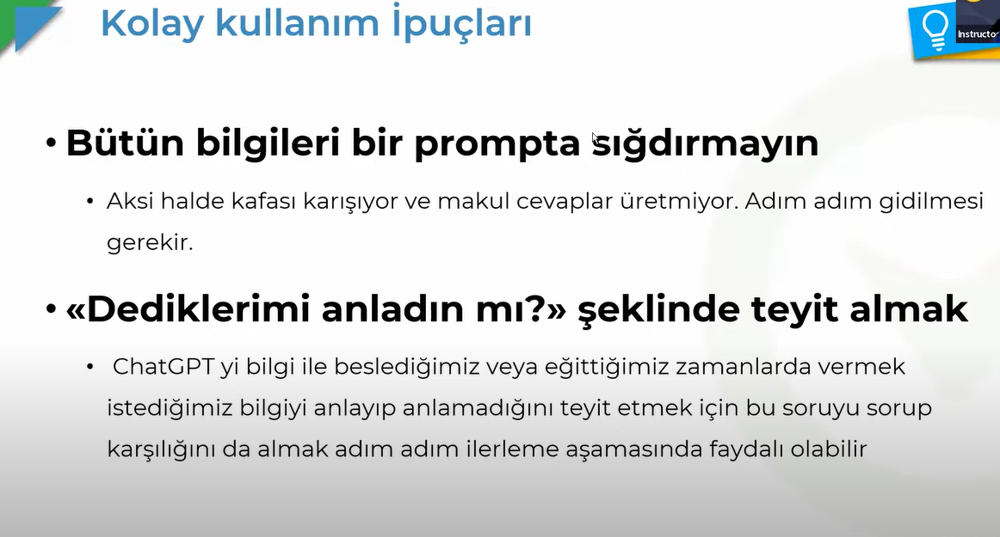 Kolay kullanım İpuçları
Instructor
• Bütün bilgileri bir prompta sığdırmayın
• Aksi halde kafası karışıyor ve makul cevaplar üretmiyor. Adım adım gidilmesi
gerekir.
• «Dediklerimi anladın mı?» şeklinde teyit almak
• ChatGPT yi bilgi ile beslediğimiz veya eğittiğimiz zamanlarda vermek
istediğimiz bilgiyi anlayıp anlamadığını teyit etmek için bu soruyu sorup
karşılığını da almak adım adım ilerleme aşamasında faydalı olabilir